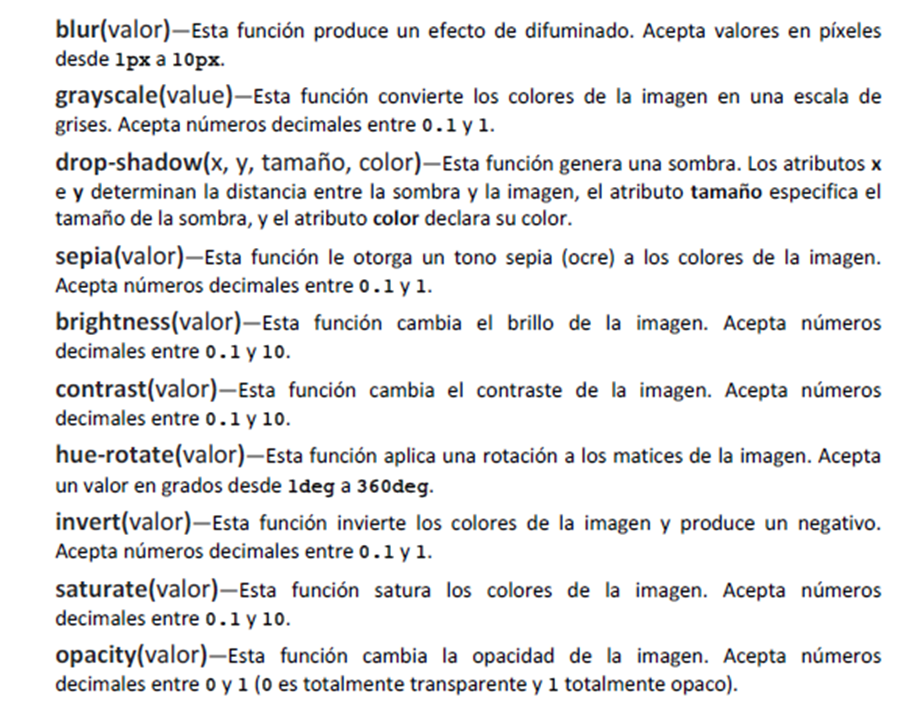 blur(valor)—Esta función produce un efecto de difuminado. Acepta valores en píxeles
desde 1px a 10px.
grayscale(value)—Esta función convierte los colores de la imagen en una escala de
grises. Acepta números decimales entre 0.1 y 1.
drop-shadow(x, y, tamaño, color)—Esta función genera una sombra. Los atributos x
e y determinan la distancia entre la sombra y la imagen, el atributo tamaño especifica el
tamaño de la sombra, y el atributo color declara su color.
sepia(valor)—Esta función le otorga un tono sepia (ocre) a los colores de la imagen.
Acepta números decimales entre 0.1 y 1.
brightness(valor)—Esta función cambia el brillo de la imagen. Acepta números
decimales entre 0.1 y 10.
contrast(valor)—Esta función cambia el contraste de la imagen. Acepta números
decimales entre 0.1 y 10.
hue-rotate(valor)—Esta función aplica una rotación a los matices de la imagen. Acepta
un valor en grados desde 1deg a 360deg.
invert(valor)—Esta función invierte los colores de la imagen y produce un negativo.
Acepta números decimales entre 0.1 y 1.
saturate(valor)—Esta función satura los colores de la imagen. Acepta números
decimales entre 0.1 y 10.
opacity(valor)—Esta función cambia la opacidad de la imagen. Acepta números
decimales entre 0 y 1 (0 es totalmente transparente y 1 totalmente opaco).